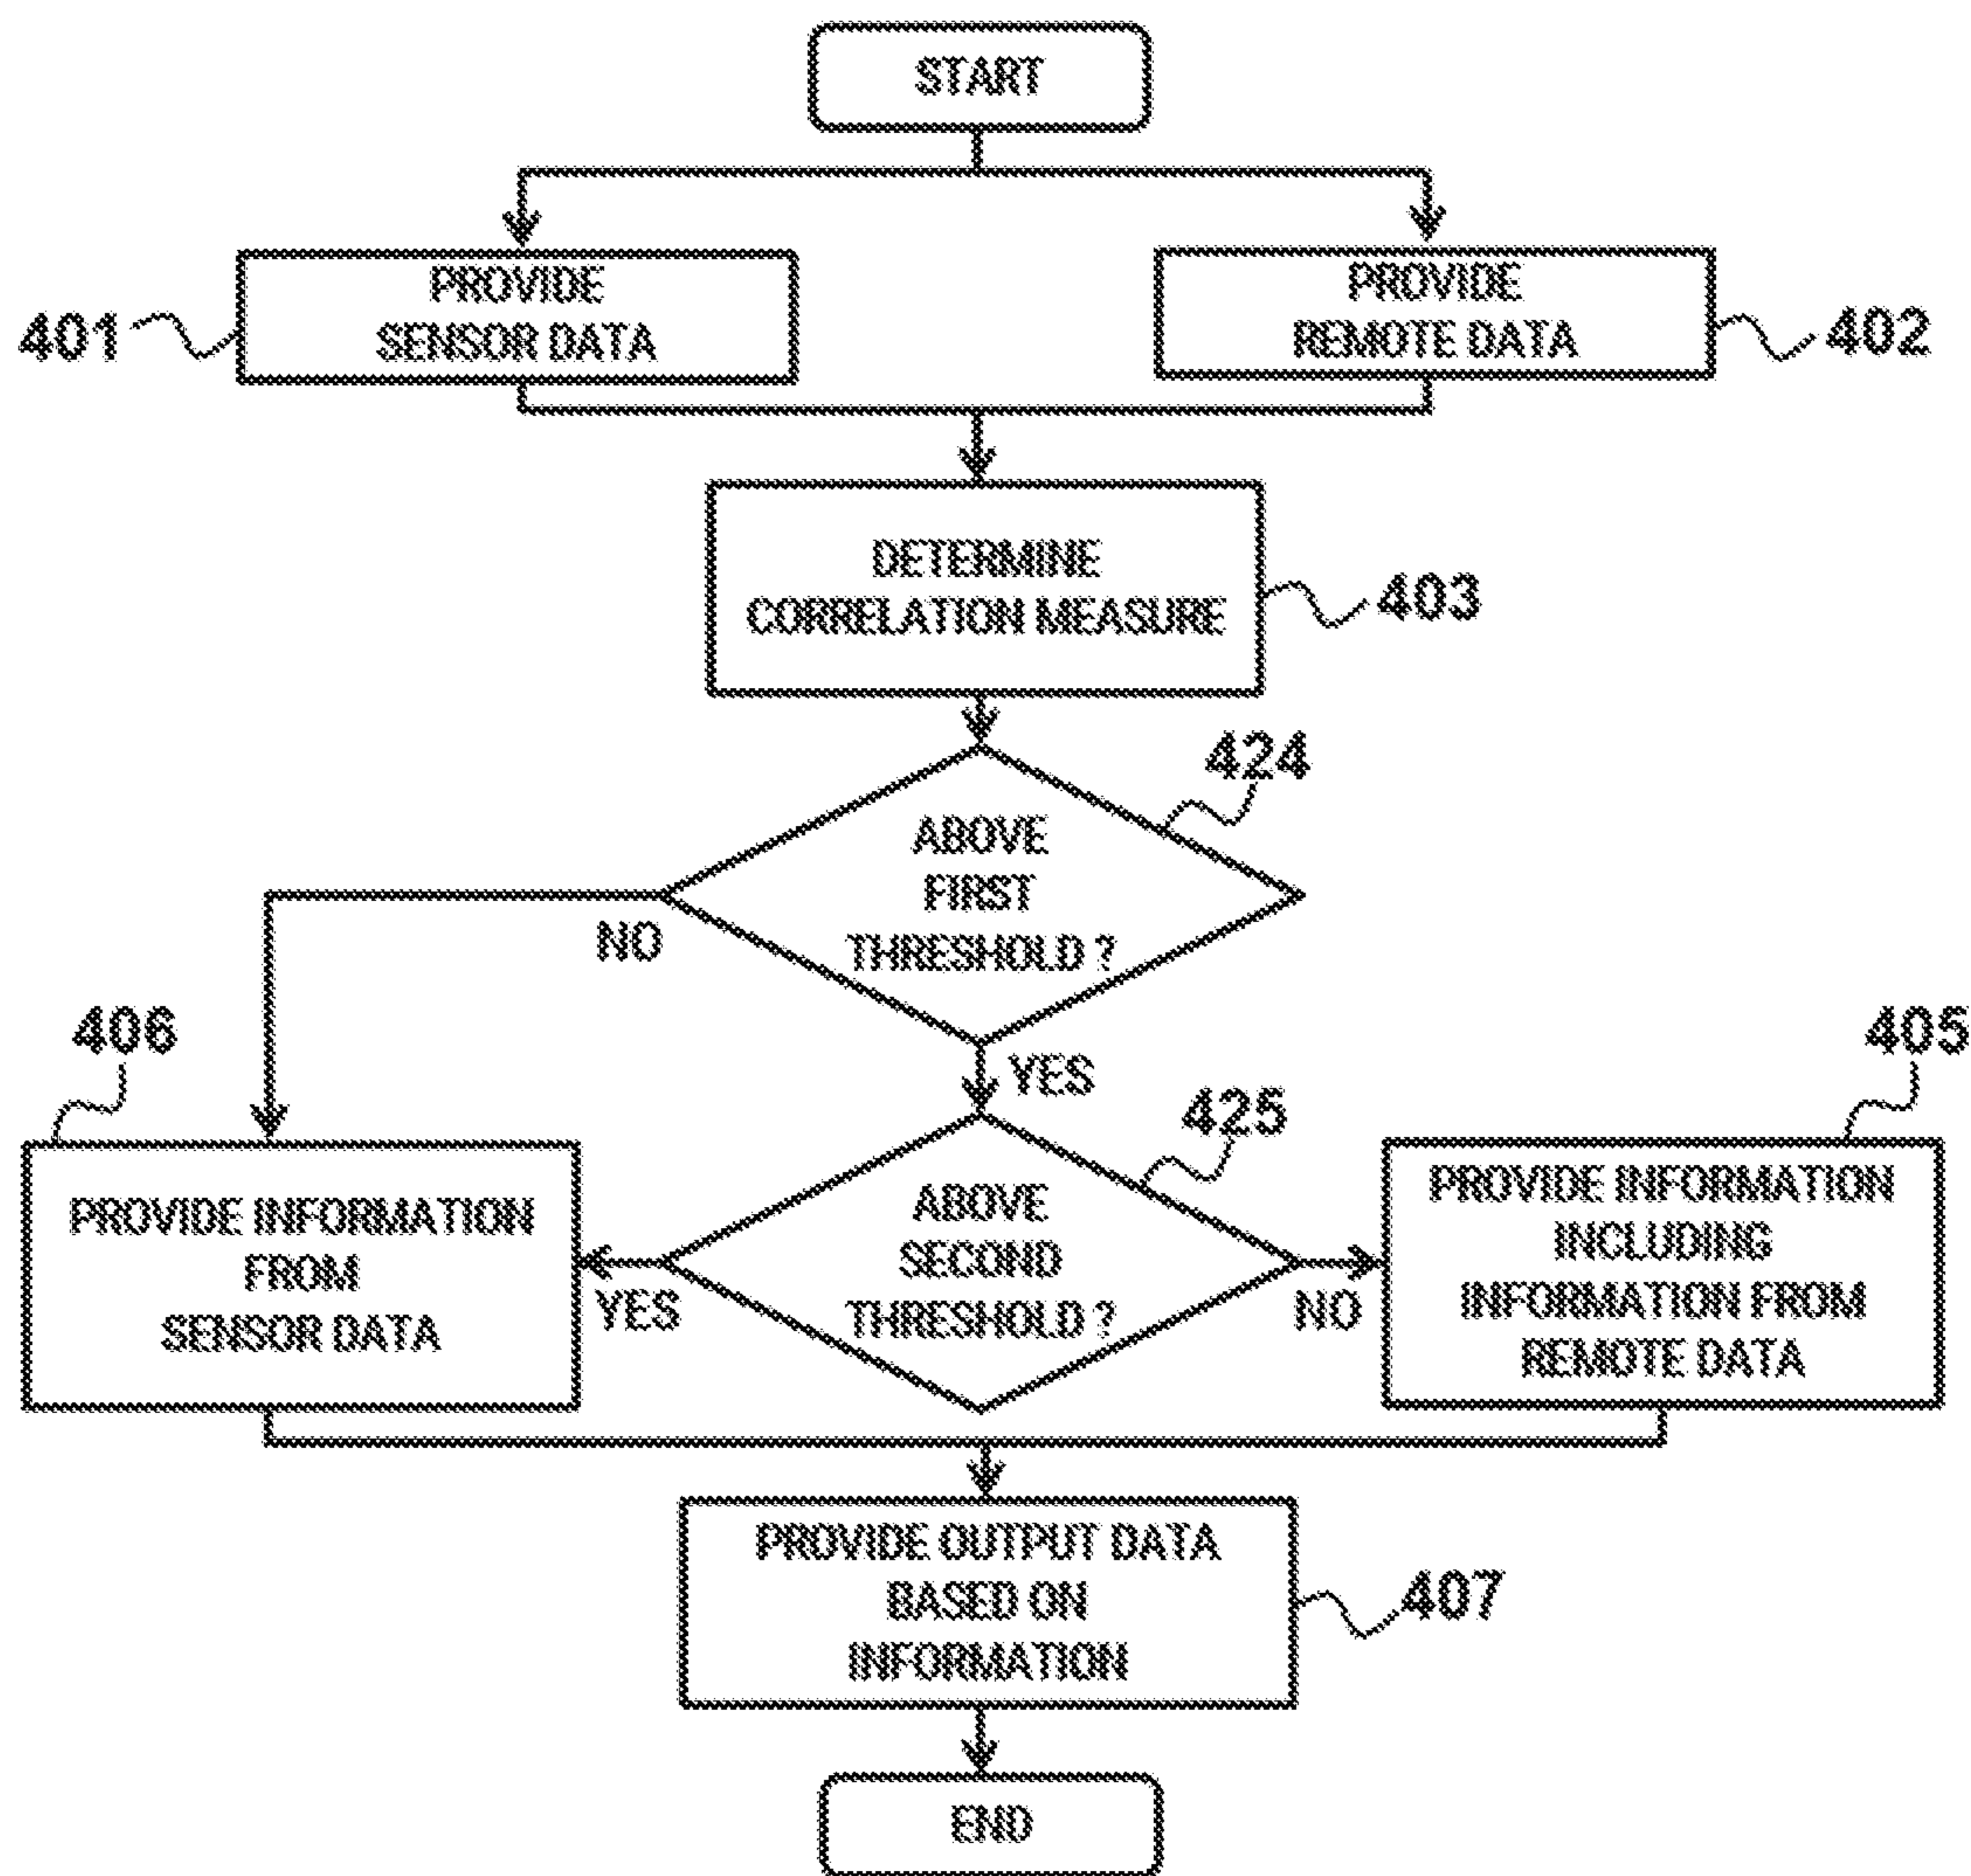 START
PROVIDE
SENSOR DATA
401
PROVIDE
REMOTE DATA
402
DETERMINE
CORRELATION MEASURE
403
424
ABOVE
FIRST
THRESHOLD ?
NO
YES
406
PROVIDE INFORMATION
FROM
SENSOR DATA
425
ABOVE
SECOND
THRESHOLD ?
YES
NO
405
PROVIDE INFORMATION
INCLUDING
INFORMATION FROM
REMOTE DATA
PROVIDE OUTPUT DATA
BASED ON
INFORMATION
407
END